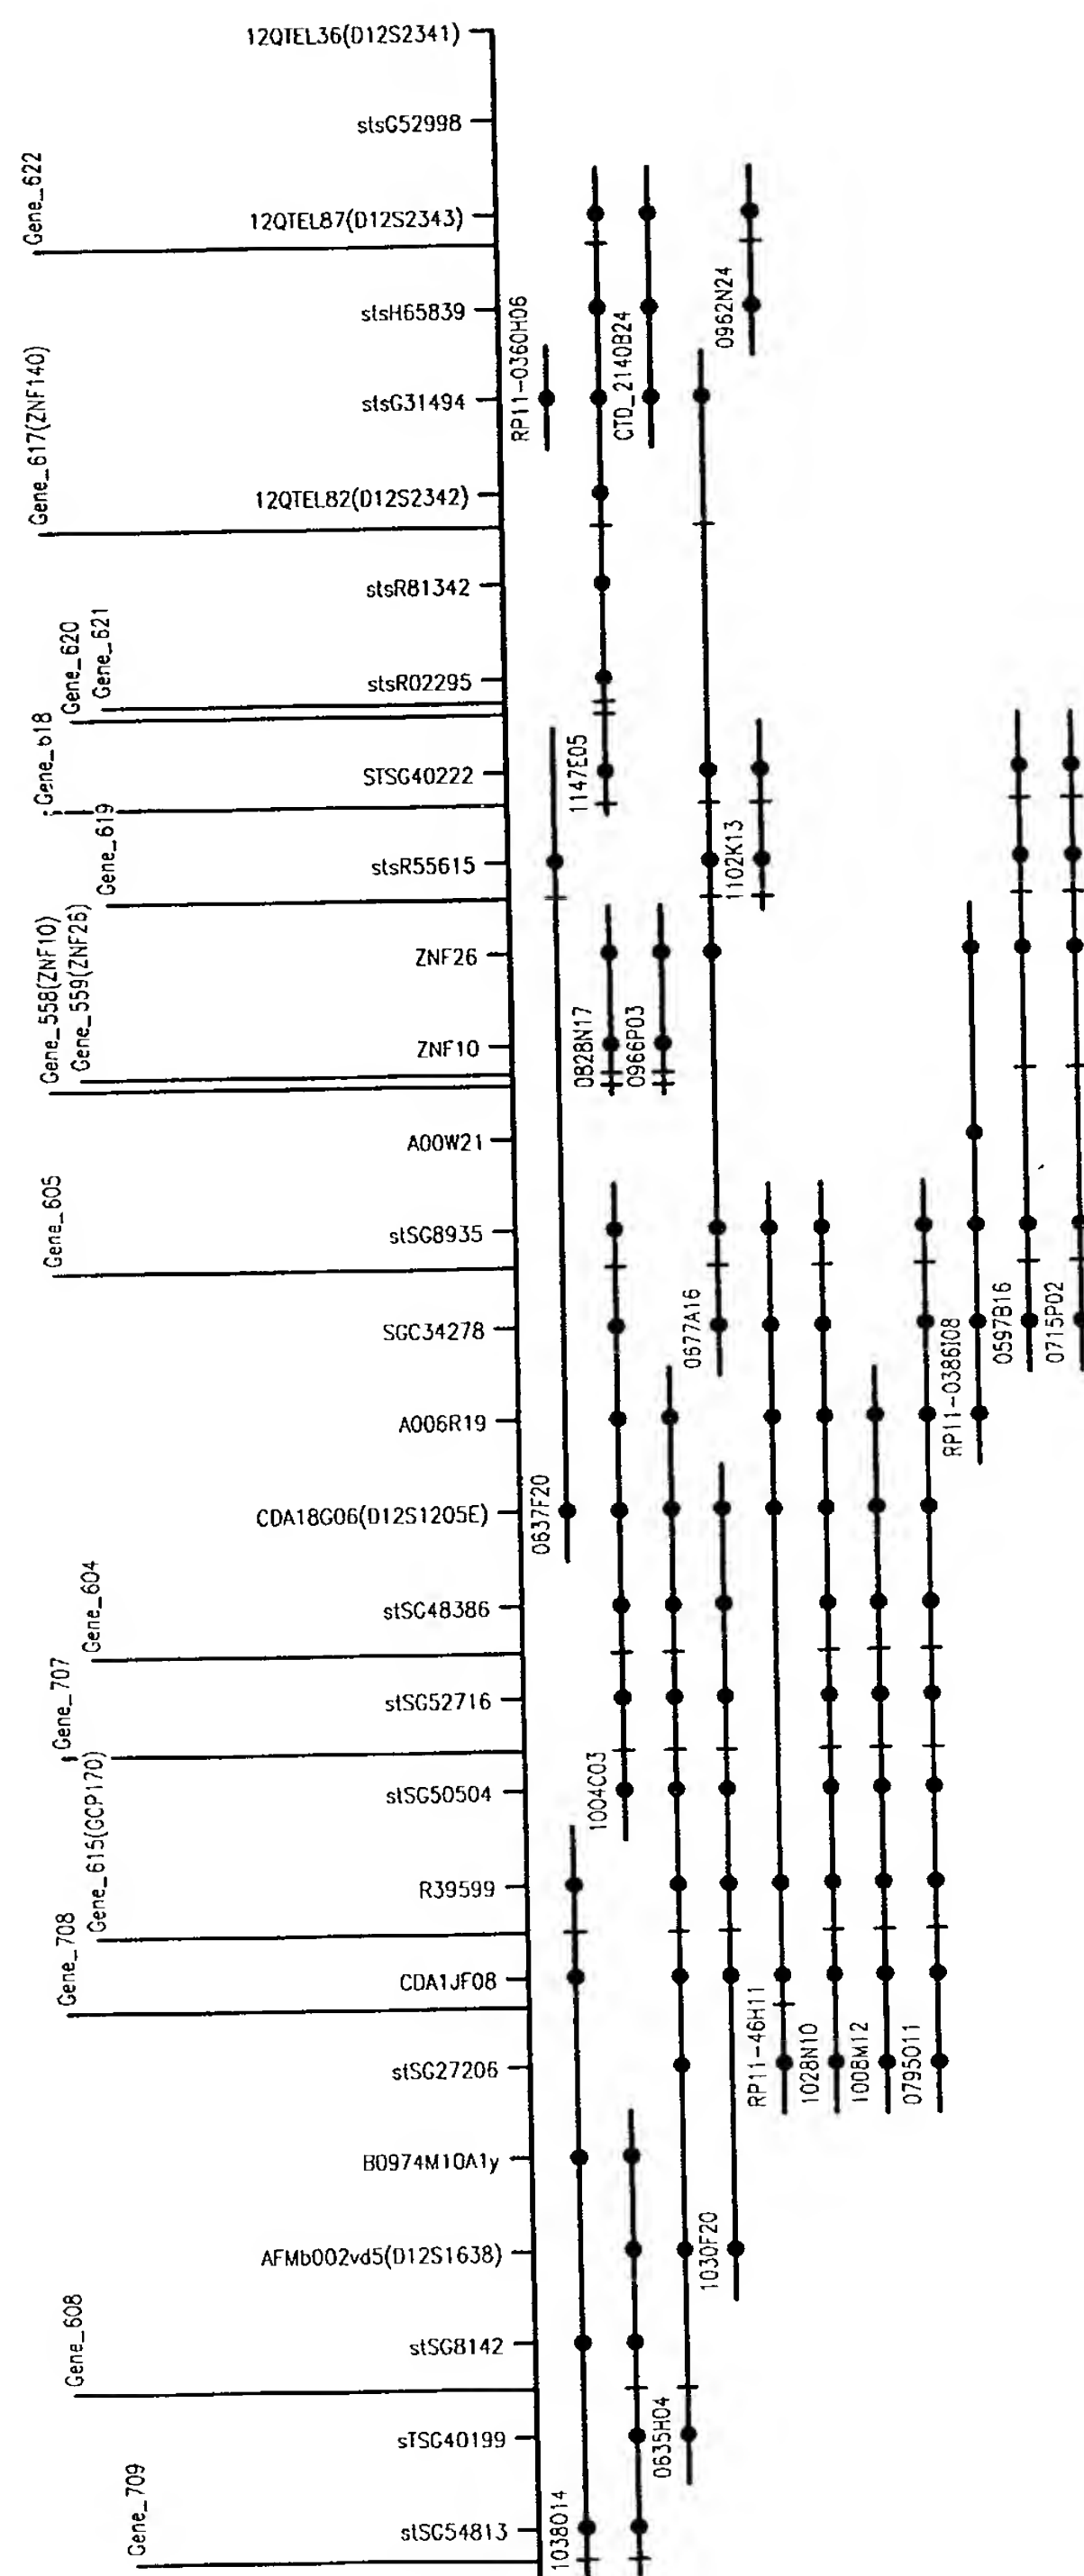 12QTEL36(D12S2341)
stsG52998
Gene_622
12QTEL87(D12S2343)
0962N24
stsH65839
RP11-0360H06
CTD_2140B24
stsG31494
Gene_617(ZNF140)
12QTEL82(D12S2342)
stsR81342
Gene_620
Gene_621
stsR02295
Gene_618
STSG40222
1147E05
Gene_619
stsR55615
1102K13
Gene_558(ZNF10)
Gene_559(ZNF26)
ZNF26
ZNF10
0828N17
0966P03
A00W21
Gene_605
stSG8935
SGC34278
0677A16
0597B16
0715P02
A006R19
RP11-0386I08
CDA18G06(D12S1205E)
0637F20
Gene_604
stSG48386
Gene_707
stSG52716
Gene_615(GCP170)
stSG50504
1004C03
R39599
Gene_708
CDA1JF08
stSG27206
RP11-46H11
1028N10
1008M12
0795O11
B0974M10A1y
AFMb002vd5(D12S1638)
1030F20
Gene_608
stSG8142
sTSG40199
0635H04
Gene_709
stSG54813
1038O14